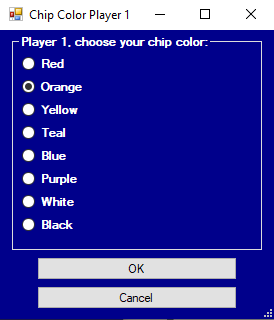 Chip Color Player 1
Player 1, choose your chip color:
Red
Orange
Yellow
Teal
Blue
Purple
White
Black
OK
Cancel